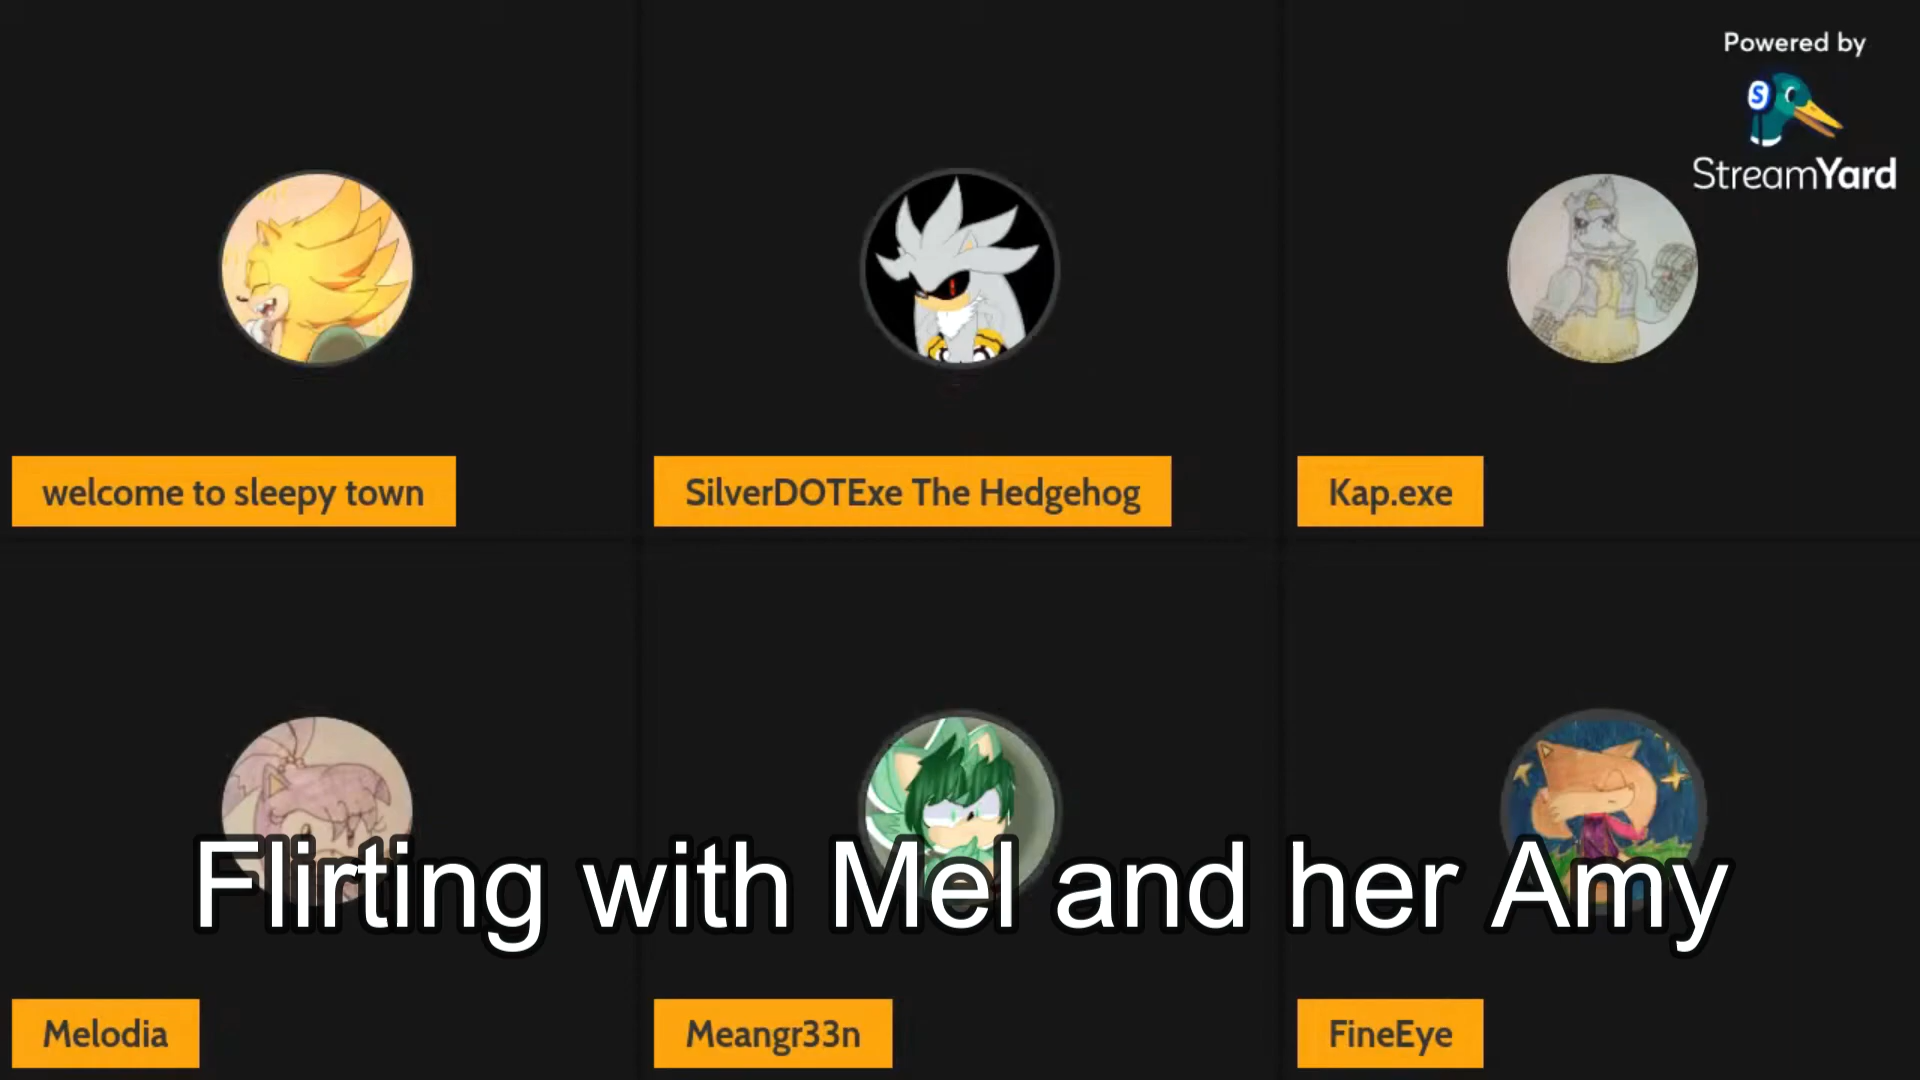 Powered by
StreamYard
welcome to sleepy town
SilverDOTExe The Hedgehog
Kap.exe
Flirting with Mel and her Amy
Melodia
Meangr33n
FineEye